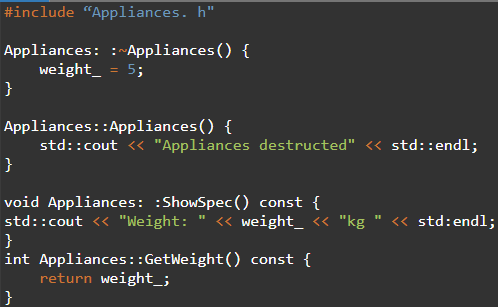 #include “Appliances. h"
Appliances: :~Appliances() {
weight_ = 5;
}
Appliances::Appliances() {
std::cout << "Appliances destructed" << std::endl;
}
void Appliances: :ShowSpec() const {
std::cout << "Weight: " << weight_ << "kg " << std:endl;
}
int Appliances::GetWeight() const {
return weight_;
}